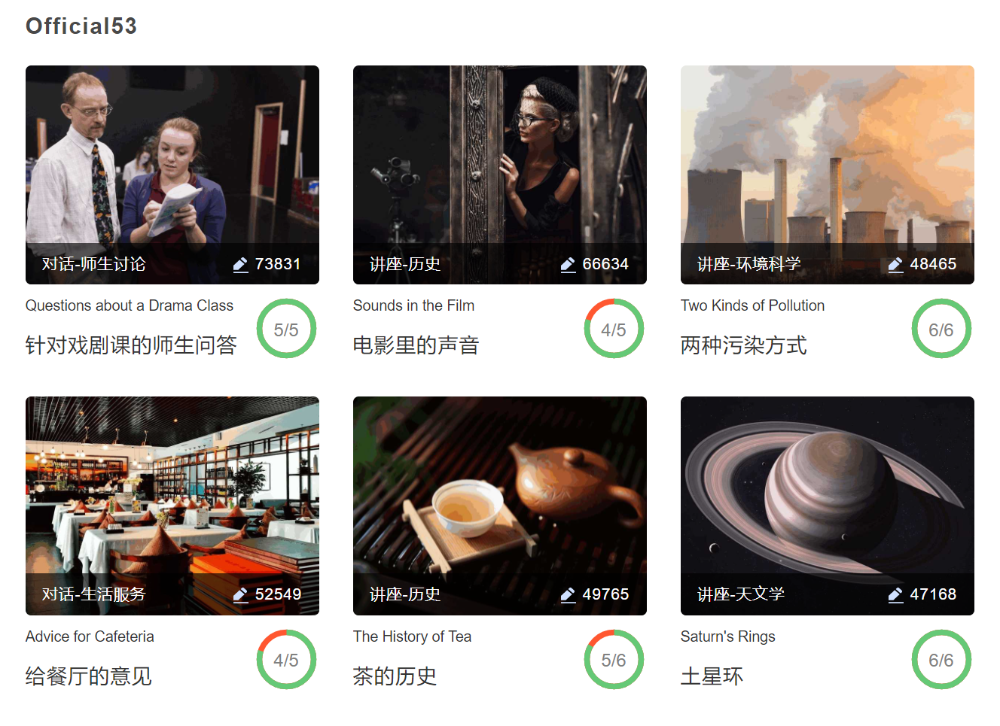 Official53
对话-师生讨论 73831
讲座-历史 66634
讲座-环境科学 48465
Questions about a Drama Class
针对戏剧课的师生问答
5/5
Sounds in the Film
电影里的声音
4/5
Two Kinds of Pollution
两种污染方式
6/6
对话-生活服务 52549
讲座-历史 49765
讲座-天文学 47168
Advice for Cafeteria
给餐厅的意见
4/5
The History of Tea
茶的历史
5/6
Saturn's Rings
土星环
6/6